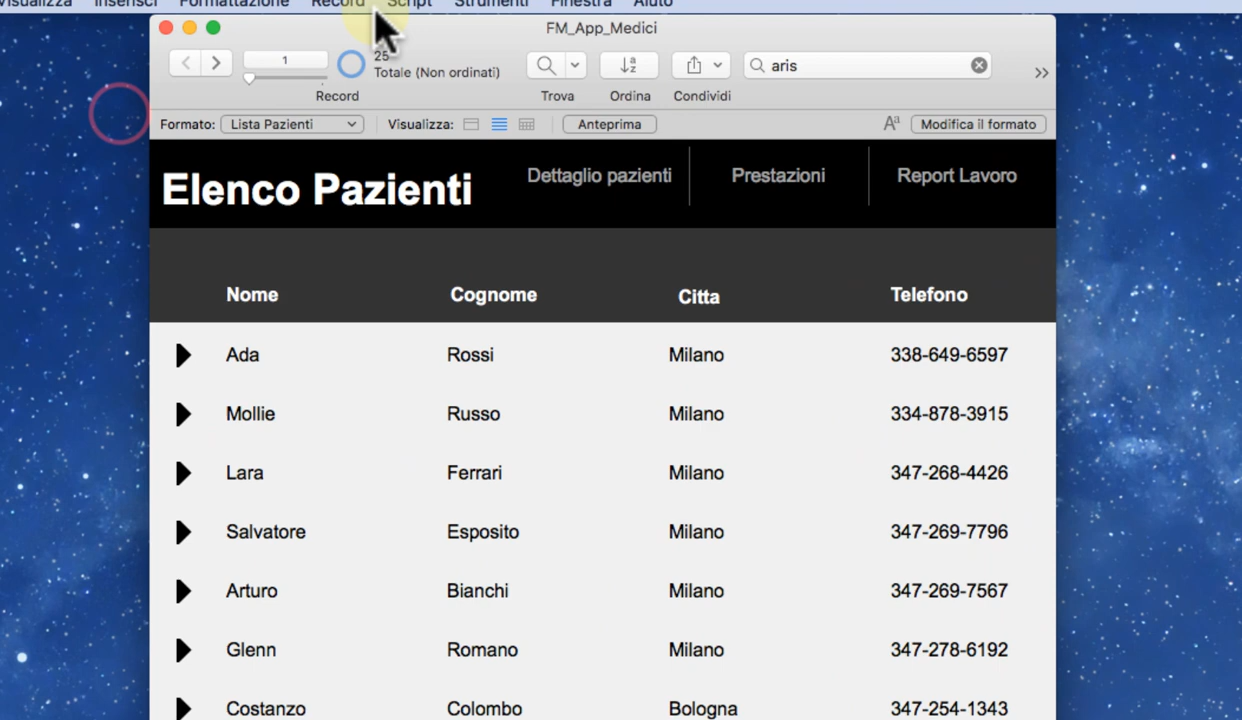 Visualizza Inserisci Formattazione Record Script Strumenti Finestra Aiuto
FM_App_Medici
1
25
Totale (Non ordinati)
aris
Record Trova Ordina Condividi
Formato: Lista Pazienti Visualizza: Anteprima Aa Modifica il formato
Elenco Pazienti Dettaglio pazienti Prestazioni Report Lavoro
Nome Cognome Citta Telefono
Ada Rossi Milano 338-649-6597
Mollie Russo Milano 334-878-3915
Lara Ferrari Milano 347-268-4426
Salvatore Esposito Milano 347-269-7796
Arturo Bianchi Milano 347-269-7567
Glenn Romano Milano 347-278-6192
Costanzo Colombo Bologna 347-254-1343